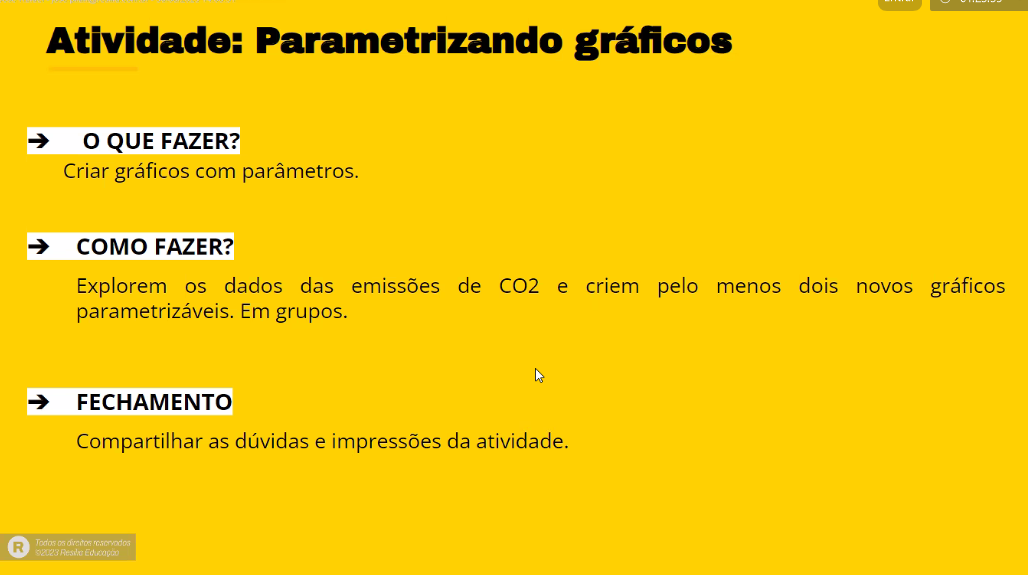 Atividade: Parametrizando gráficos
➔ O QUE FAZER?
Criar gráficos com parâmetros.
➔ COMO FAZER?
Explorem os dados das emissões de CO2 e criem pelo menos dois novos gráficos
parametrizáveis. Em grupos.
➔ FECHAMENTO
Compartilhar as dúvidas e impressões da atividade.
R
Todos os direitos reservados
©2023 Resilia Educação